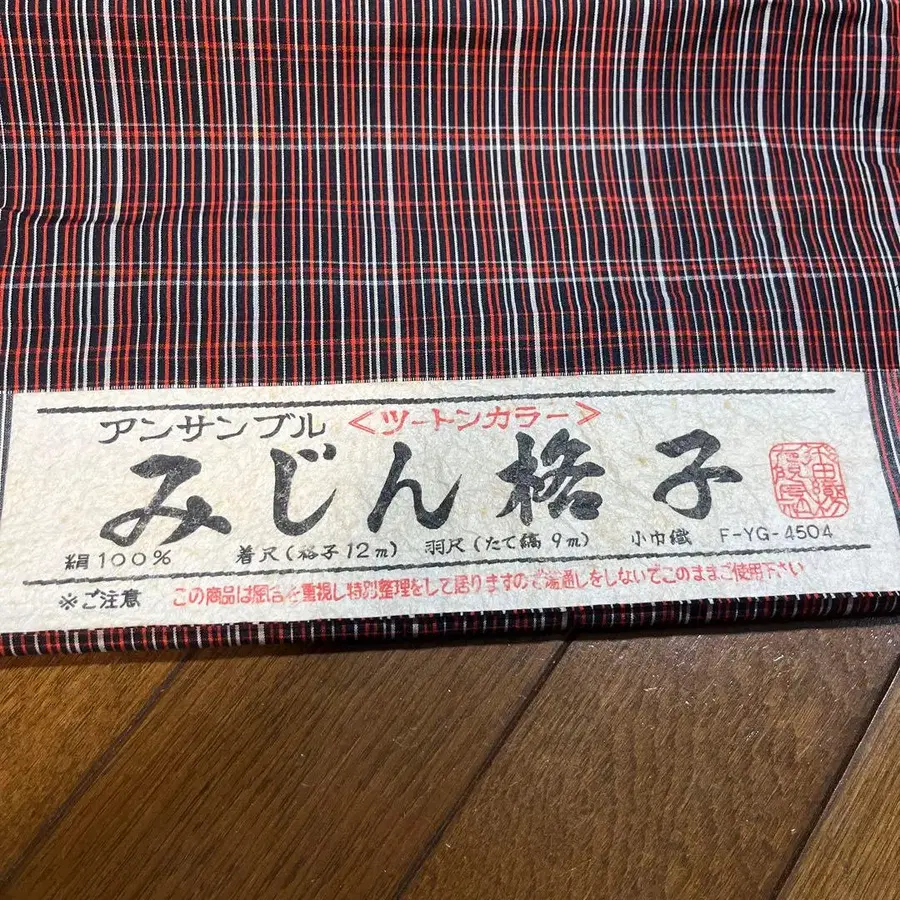 アンサンブル <ツートンカラー>
みじん格子
絹100% 着尺(格子12m) 羽尺(たて縞9m) 小巾織 F-YG-4504
※ご注意 この商品は風合を重視し特別整理をして居りますので湯通しをしないでこのままご使用下さい